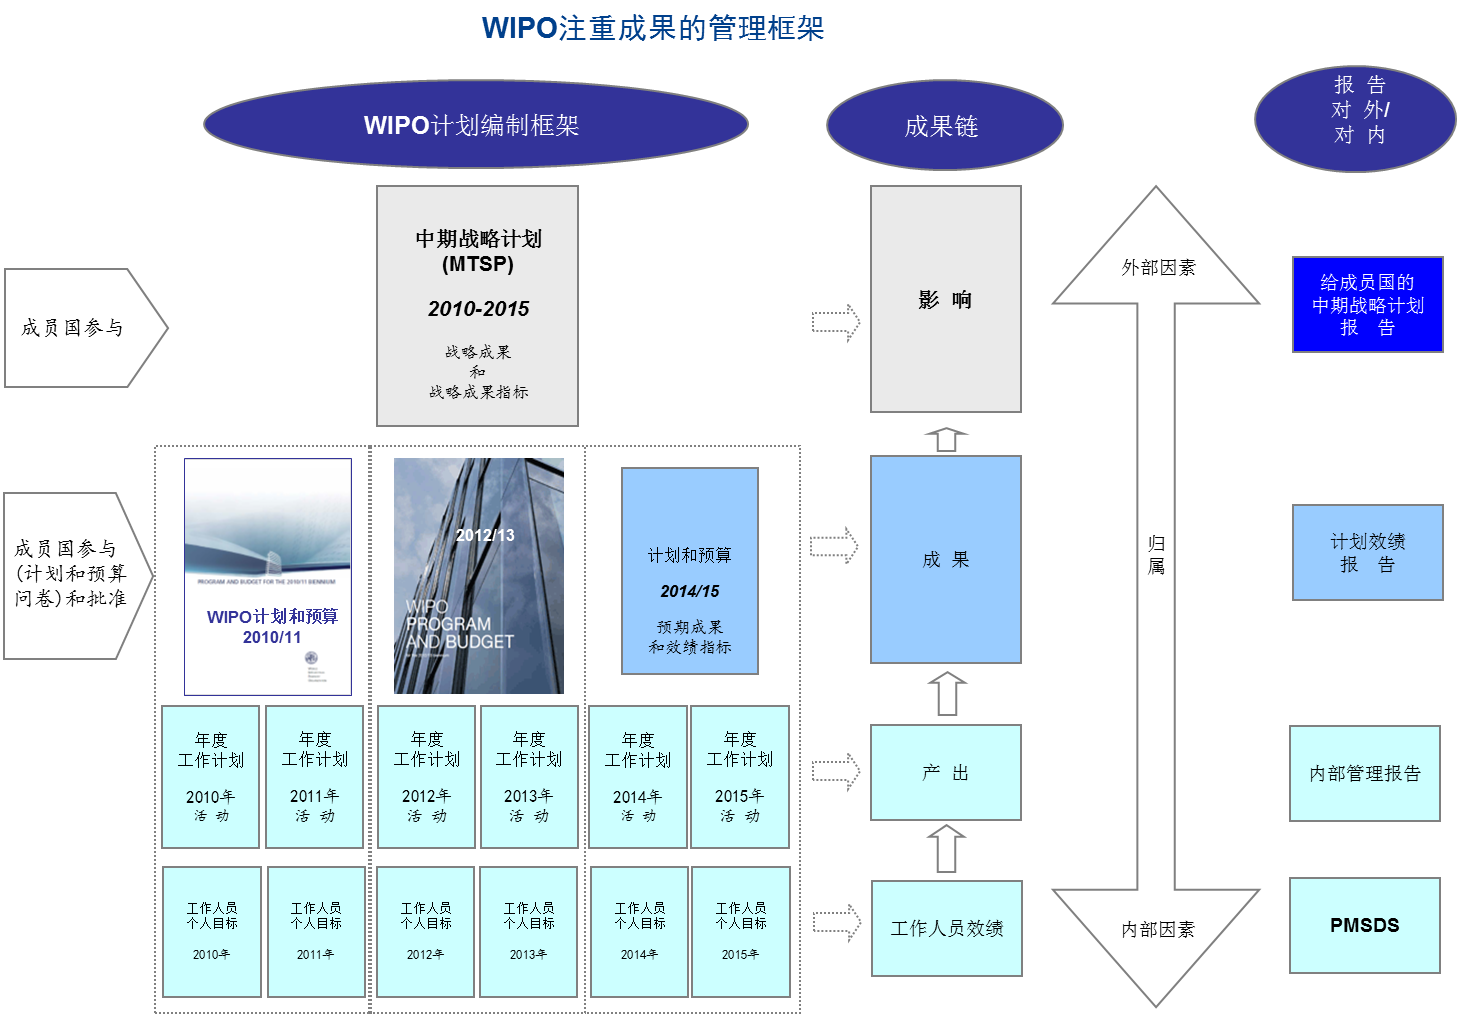 WIPO注重成果的管理框架
WIPO计划编制框架
成果链
报 告
对 外/
对 内
成员国参与
中期战略计划
(MTSP)
2010-2015
战略成果
和
战略成果指标
影 响
外部因素
给成员国的
中期战略计划
报 告
成员国参与
(计划和预算
问卷)和批准
PROGRAM AND BUDGET FOR THE 2010/11 BIENNIUM
WIPO计划和预算
2010/11
2012/13
WIPO
PROGRAM
AND BUDGET
计划和预算
2014/15
预期成果
和效绩指标
成 果
归
属
计划效绩
报 告
年度
工作计划
2010年
活 动
年度
工作计划
2011年
活 动
年度
工作计划
2012年
活 动
年度
工作计划
2013年
活 动
年度
工作计划
2014年
活 动
年度
工作计划
2015年
活 动
产 出
内部管理报告
工作人员
个人目标
2010年
工作人员
个人目标
2011年
工作人员
个人目标
2012年
工作人员
个人目标
2013年
工作人员
个人目标
2014年
工作人员
个人目标
2015年
工作人员效绩
内部因素
PMSDS